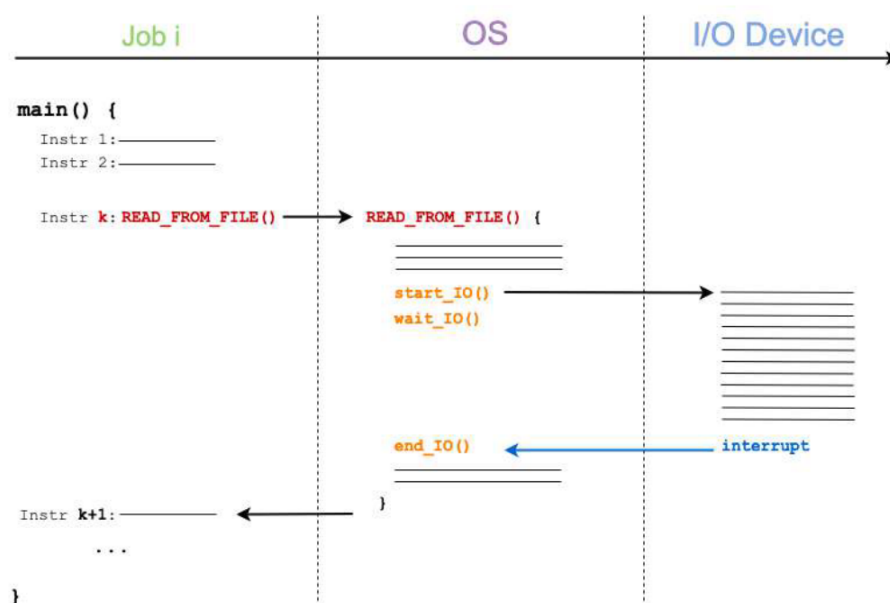 Job i OS I/O Device
main() {
Instr 1:
Instr 2:
Instr k: READ_FROM_FILE() READ_FROM_FILE() {
start_IO()
wait_IO()
end_IO() interrupt
}
Instr k+1:
...
}